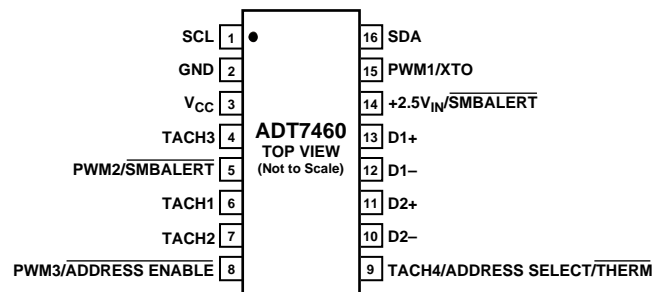 SCL 1
GND 2
VCC 3
TACH3 4
PWM2/SMBALERT 5
TACH1 6
TACH2 7
PWM3/ADDRESS ENABLE 8
ADT7460
TOP VIEW
(Not to Scale)
16 SDA
15 PWM1/XTO
14 +2.5VIN/SMBALERT
13 D1+
12 D1–
11 D2+
10 D2–
9 TACH4/ADDRESS SELECT/THERM